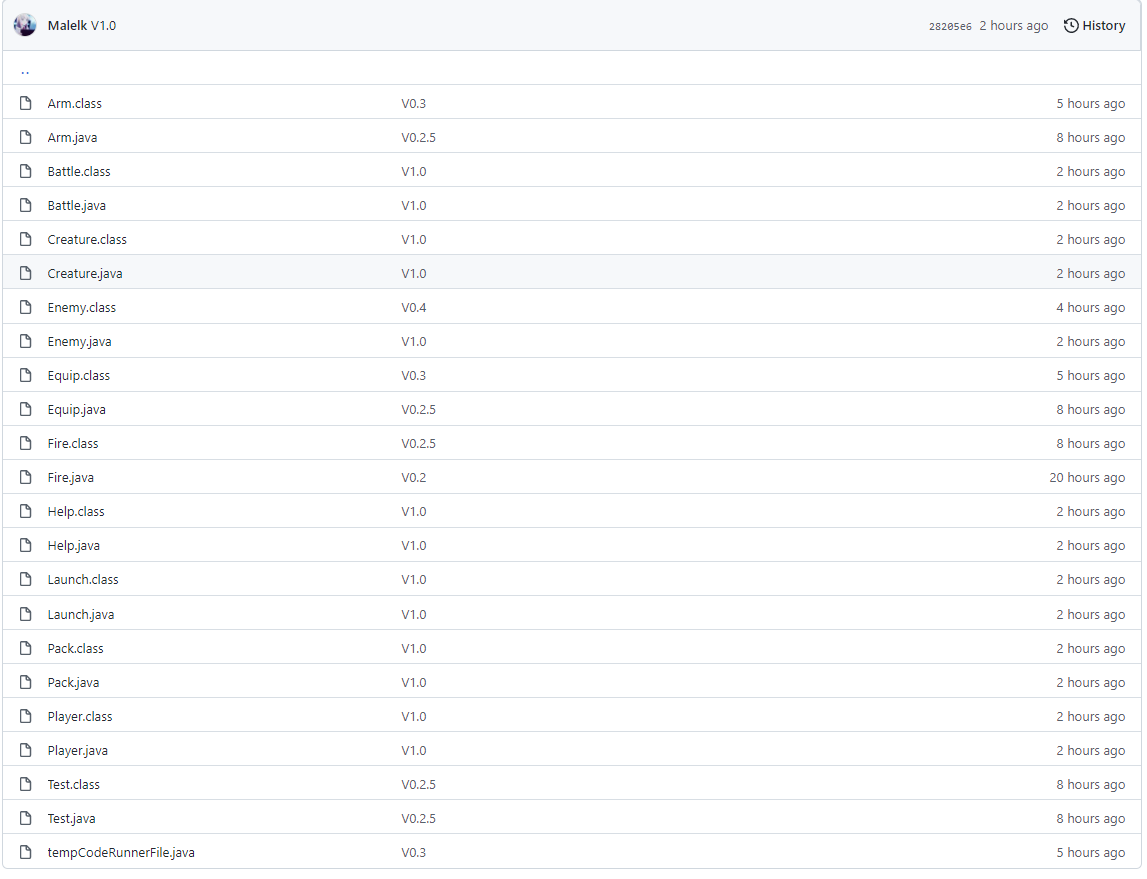 Malelk V1.0 28205e6 2 hours ago History
..
Arm.class V0.3 5 hours ago
Arm.java V0.2.5 8 hours ago
Battle.class V1.0 2 hours ago
Battle.java V1.0 2 hours ago
Creature.class V1.0 2 hours ago
Creature.java V1.0 2 hours ago
Enemy.class V0.4 4 hours ago
Enemy.java V1.0 2 hours ago
Equip.class V0.3 5 hours ago
Equip.java V0.2.5 8 hours ago
Fire.class V0.2.5 8 hours ago
Fire.java V0.2 20 hours ago
Help.class V1.0 2 hours ago
Help.java V1.0 2 hours ago
Launch.class V1.0 2 hours ago
Launch.java V1.0 2 hours ago
Pack.class V1.0 2 hours ago
Pack.java V1.0 2 hours ago
Player.class V1.0 2 hours ago
Player.java V1.0 2 hours ago
Test.class V0.2.5 8 hours ago
Test.java V0.2.5 8 hours ago
tempCodeRunnerFile.java V0.3 5 hours ago